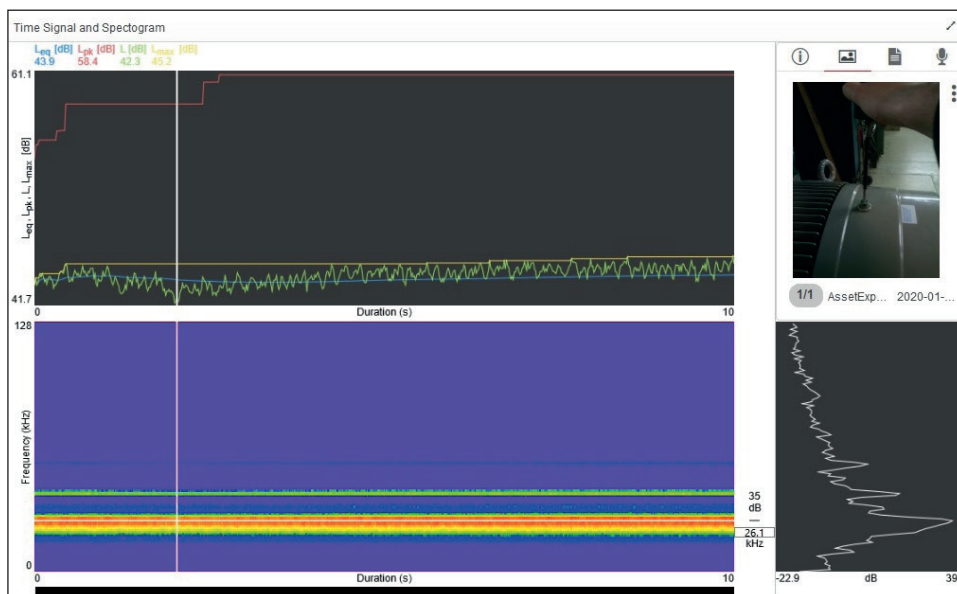 Time Signal and Spectogram
Leq [dB] Lpk [dB] L [dB] Lmax [dB]
43.9 58.4 42.3 45.2
61.1
Leq, Lpk, L, Lmax [dB]
41.7
0 Duration (s) 10
1/1 AssetExp... 2020-01-...
128
Frequency (kHz)
35
dB
26.1
kHz
0
0 Duration (s) 10
-22.9 dB 39